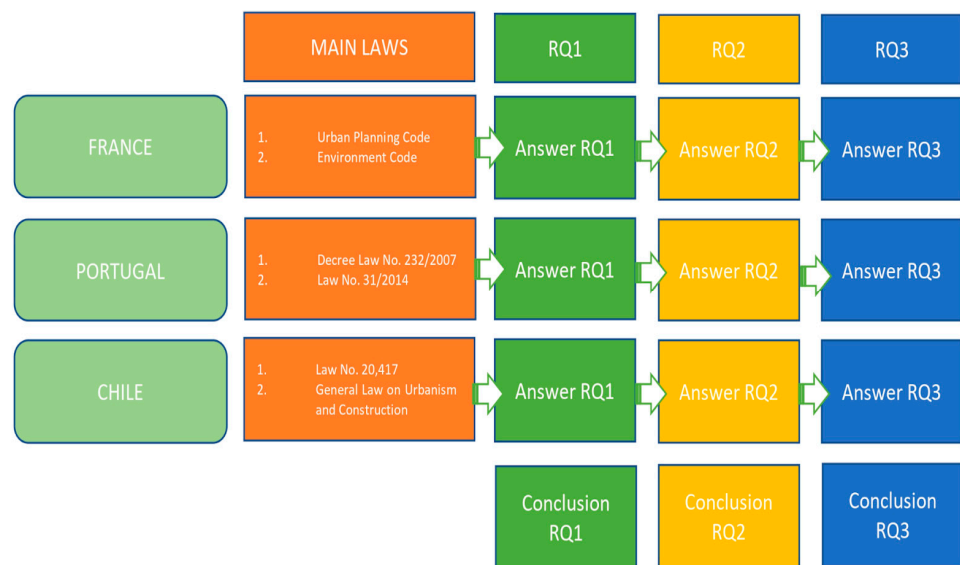 MAIN LAWS
RQ1
RQ2
RQ3
FRANCE
1. Urban Planning Code
2. Environment Code
Answer RQ1
Answer RQ2
Answer RQ3
PORTUGAL
1. Decree Law No. 232/2007
2. Law No. 31/2014
Answer RQ1
Answer RQ2
Answer RQ3
CHILE
1. Law No. 20,417
2. General Law on Urbanism
and Construction
Answer RQ1
Answer RQ2
Answer RQ3
Conclusion
RQ1
Conclusion
RQ2
Conclusion
RQ3